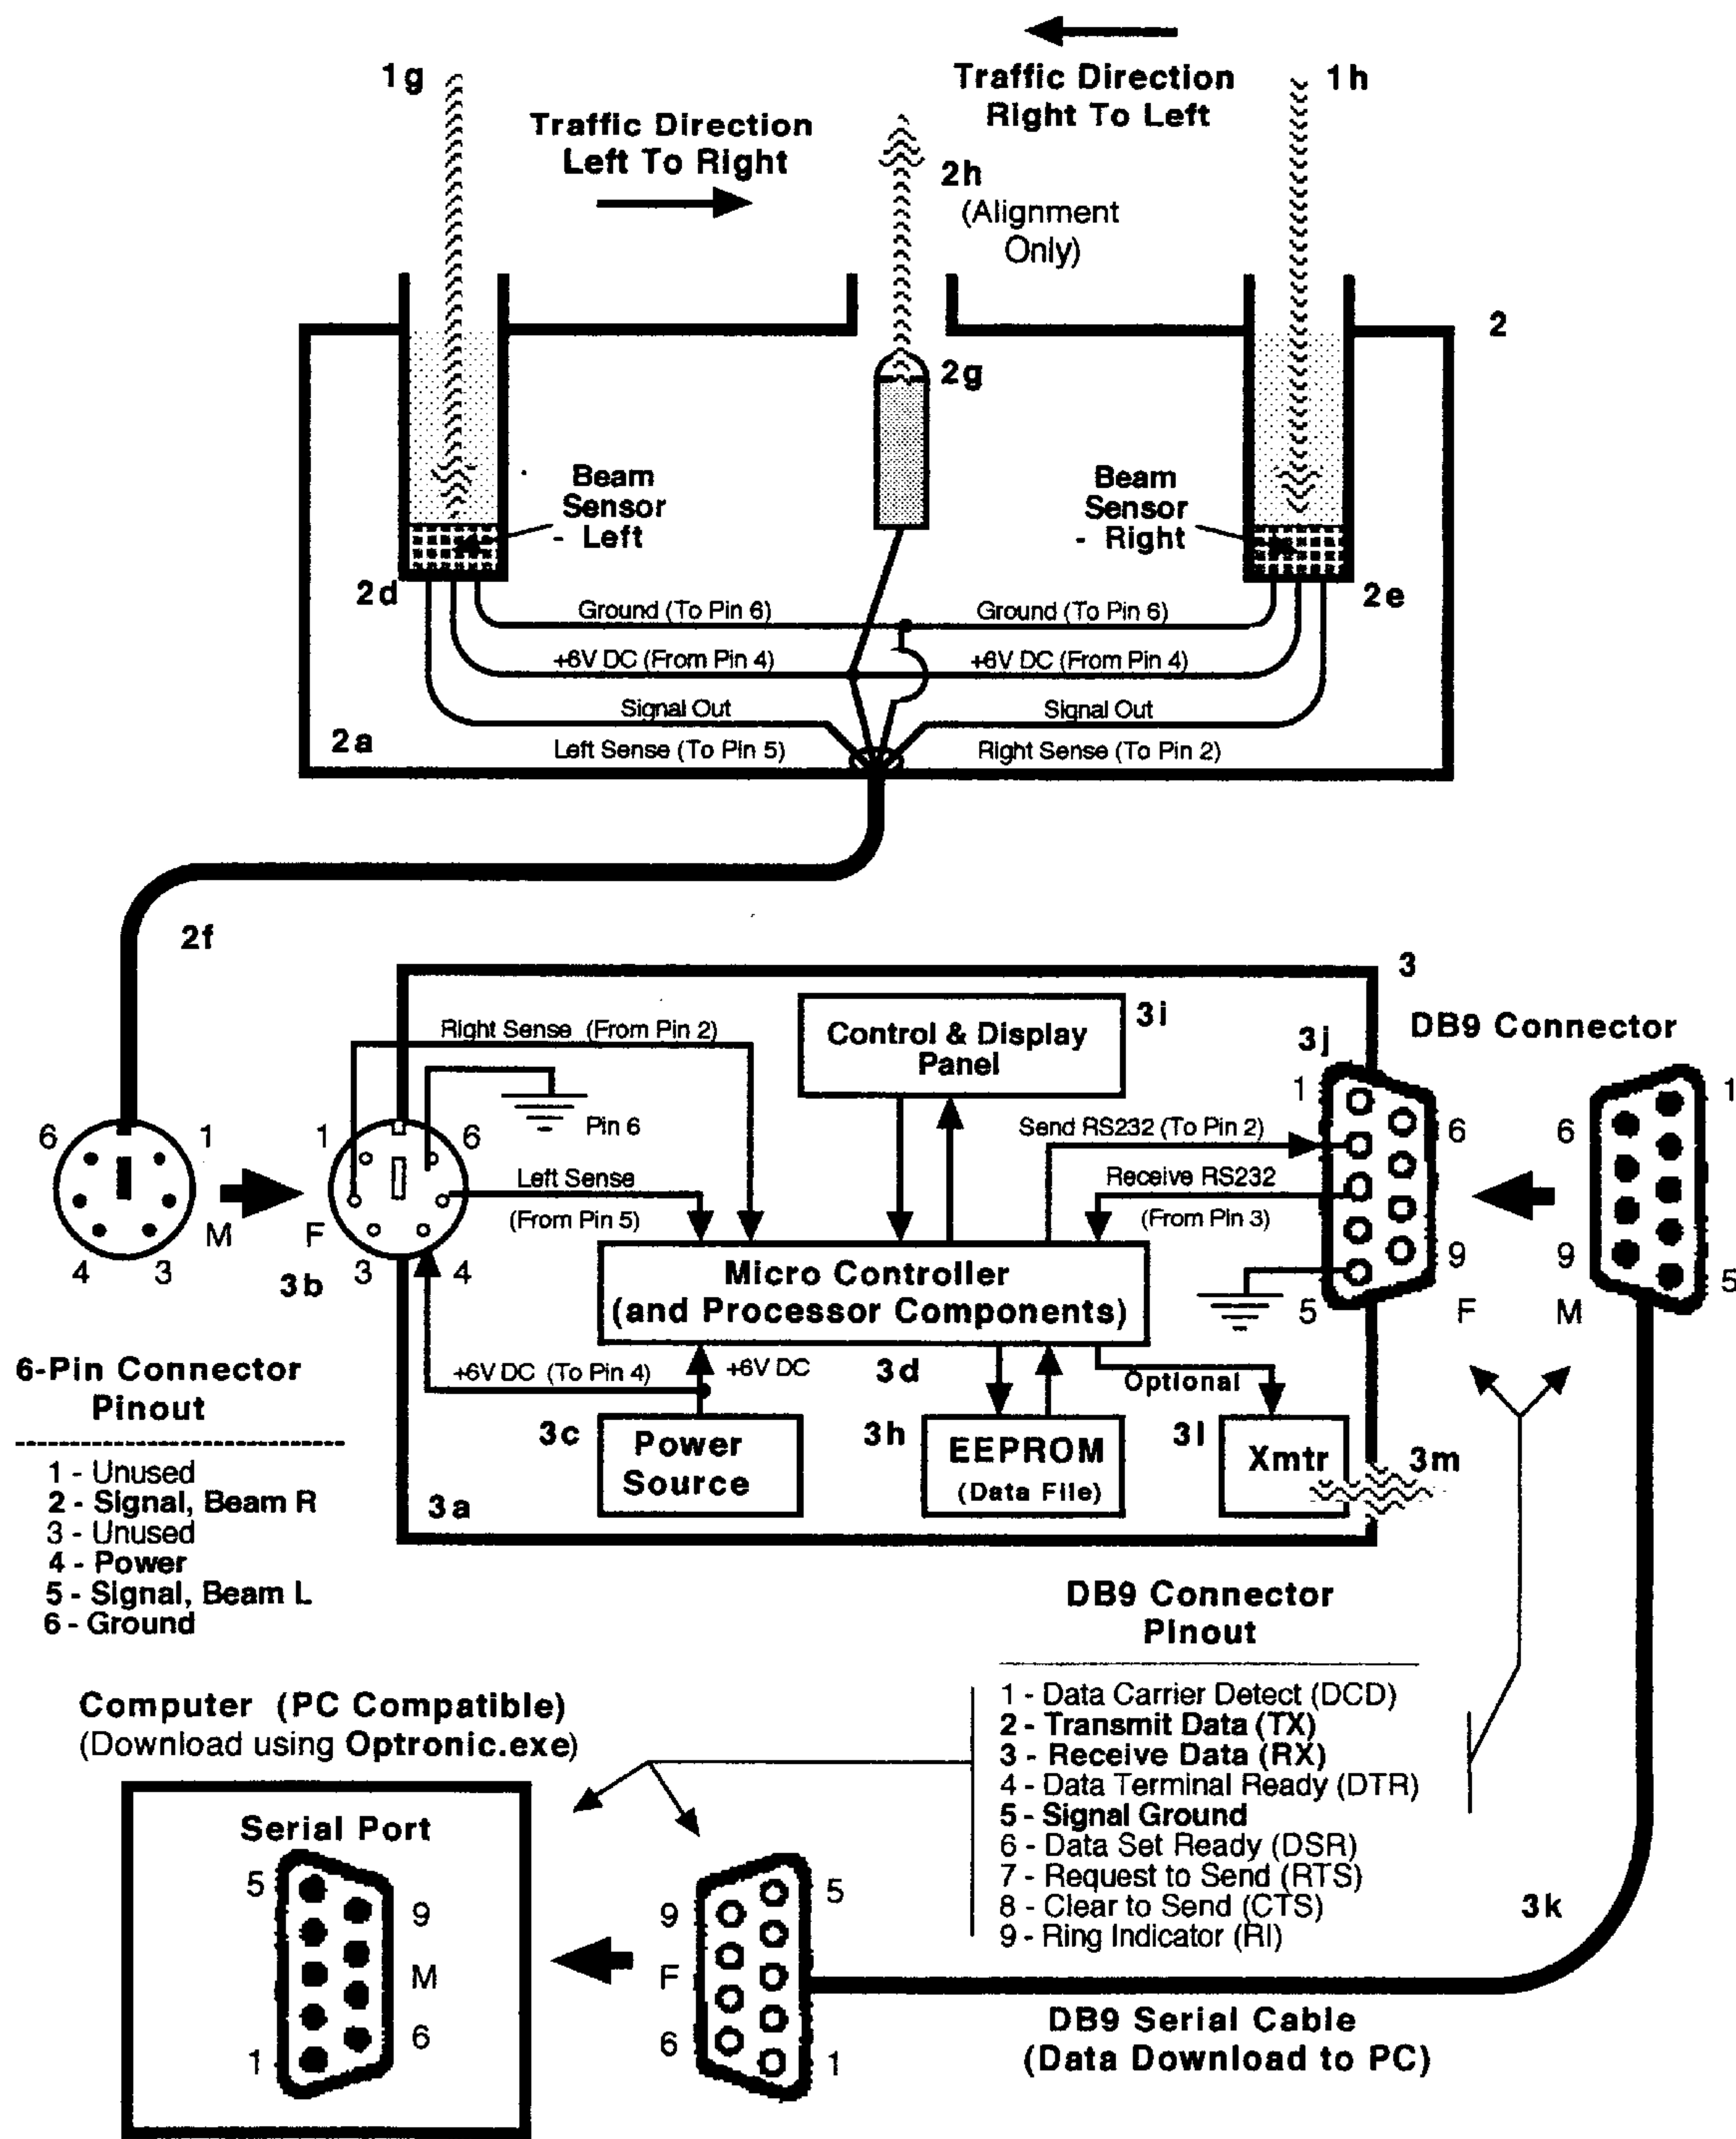 1g
Traffic Direction
Left To Right
Traffic Direction
Right To Left
1h
2h
(Alignment
Only)
2
2g
Beam
Sensor
- Left
Beam
Sensor
- Right
2d
2e
Ground (To Pin 6)
Ground (To Pin 6)
+6V DC (From Pin 4)
+6V DC (From Pin 4)
Signal Out
Signal Out
2a
Left Sense (To Pin 5)
Right Sense (To Pin 2)
2f
3
Right Sense (From Pin 2)
Control & Display
Panel
3i
3j
DB9 Connector
6
1
M
4
3
1
6
F
3
4
3b
Pin 6
Left Sense
(From Pin 5)
Send RS232 (To Pin 2)
Receive RS232
(From Pin 3)
1
6
9
5
F
1
6
9
5
M
Micro Controller
(and Processor Components)
+6V DC (To Pin 4)
+6V DC
3d
Optional
3c
Power
Source
3h
EEPROM
(Data File)
3l
Xmtr
3m
3a
6-Pin Connector
Pinout
1 - Unused
2 - Signal, Beam R
3 - Unused
4 - Power
5 - Signal, Beam L
6 - Ground
DB9 Connector
Pinout
1 - Data Carrier Detect (DCD)
2 - Transmit Data (TX)
3 - Receive Data (RX)
4 - Data Terminal Ready (DTR)
5 - Signal Ground
6 - Data Set Ready (DSR)
7 - Request to Send (RTS)
8 - Clear to Send (CTS)
9 - Ring Indicator (RI)
Computer (PC Compatible)
(Download using Optronic.exe)
Serial Port
5
9
M
6
1
9
5
F
6
1
3k
DB9 Serial Cable
(Data Download to PC)